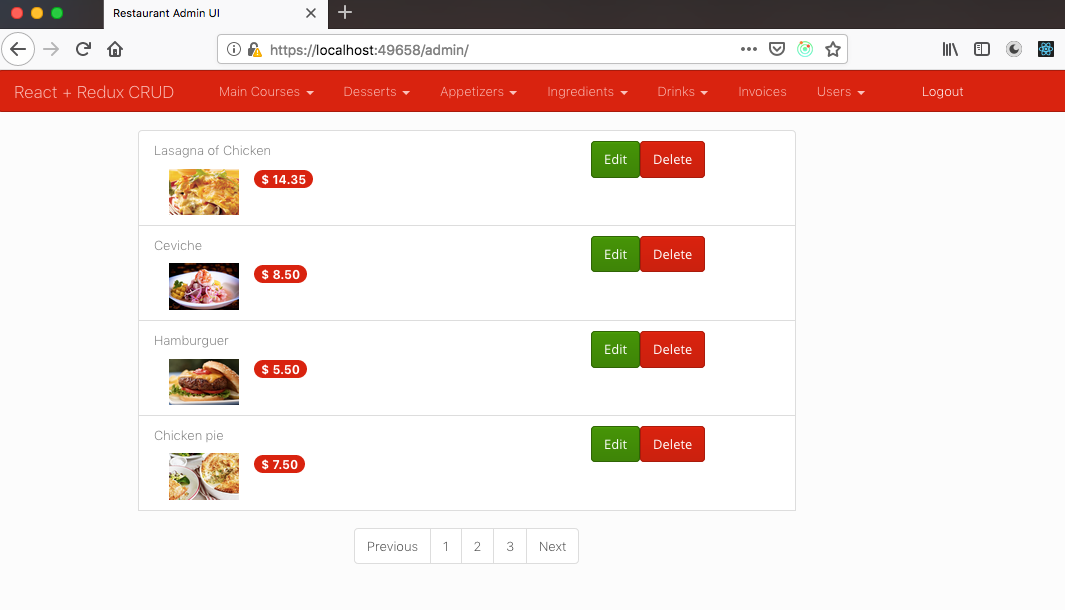 Restaurant Admin UI
https://localhost:49658/admin/
React + Redux CRUD Main Courses Desserts Appetizers Ingredients Drinks Invoices Users Logout
Lasagna of Chicken
$ 14.35
Edit Delete
Ceviche
$ 8.50
Edit Delete
Hamburguer
$ 5.50
Edit Delete
Chicken pie
$ 7.50
Edit Delete
Previous 1 2 3 Next